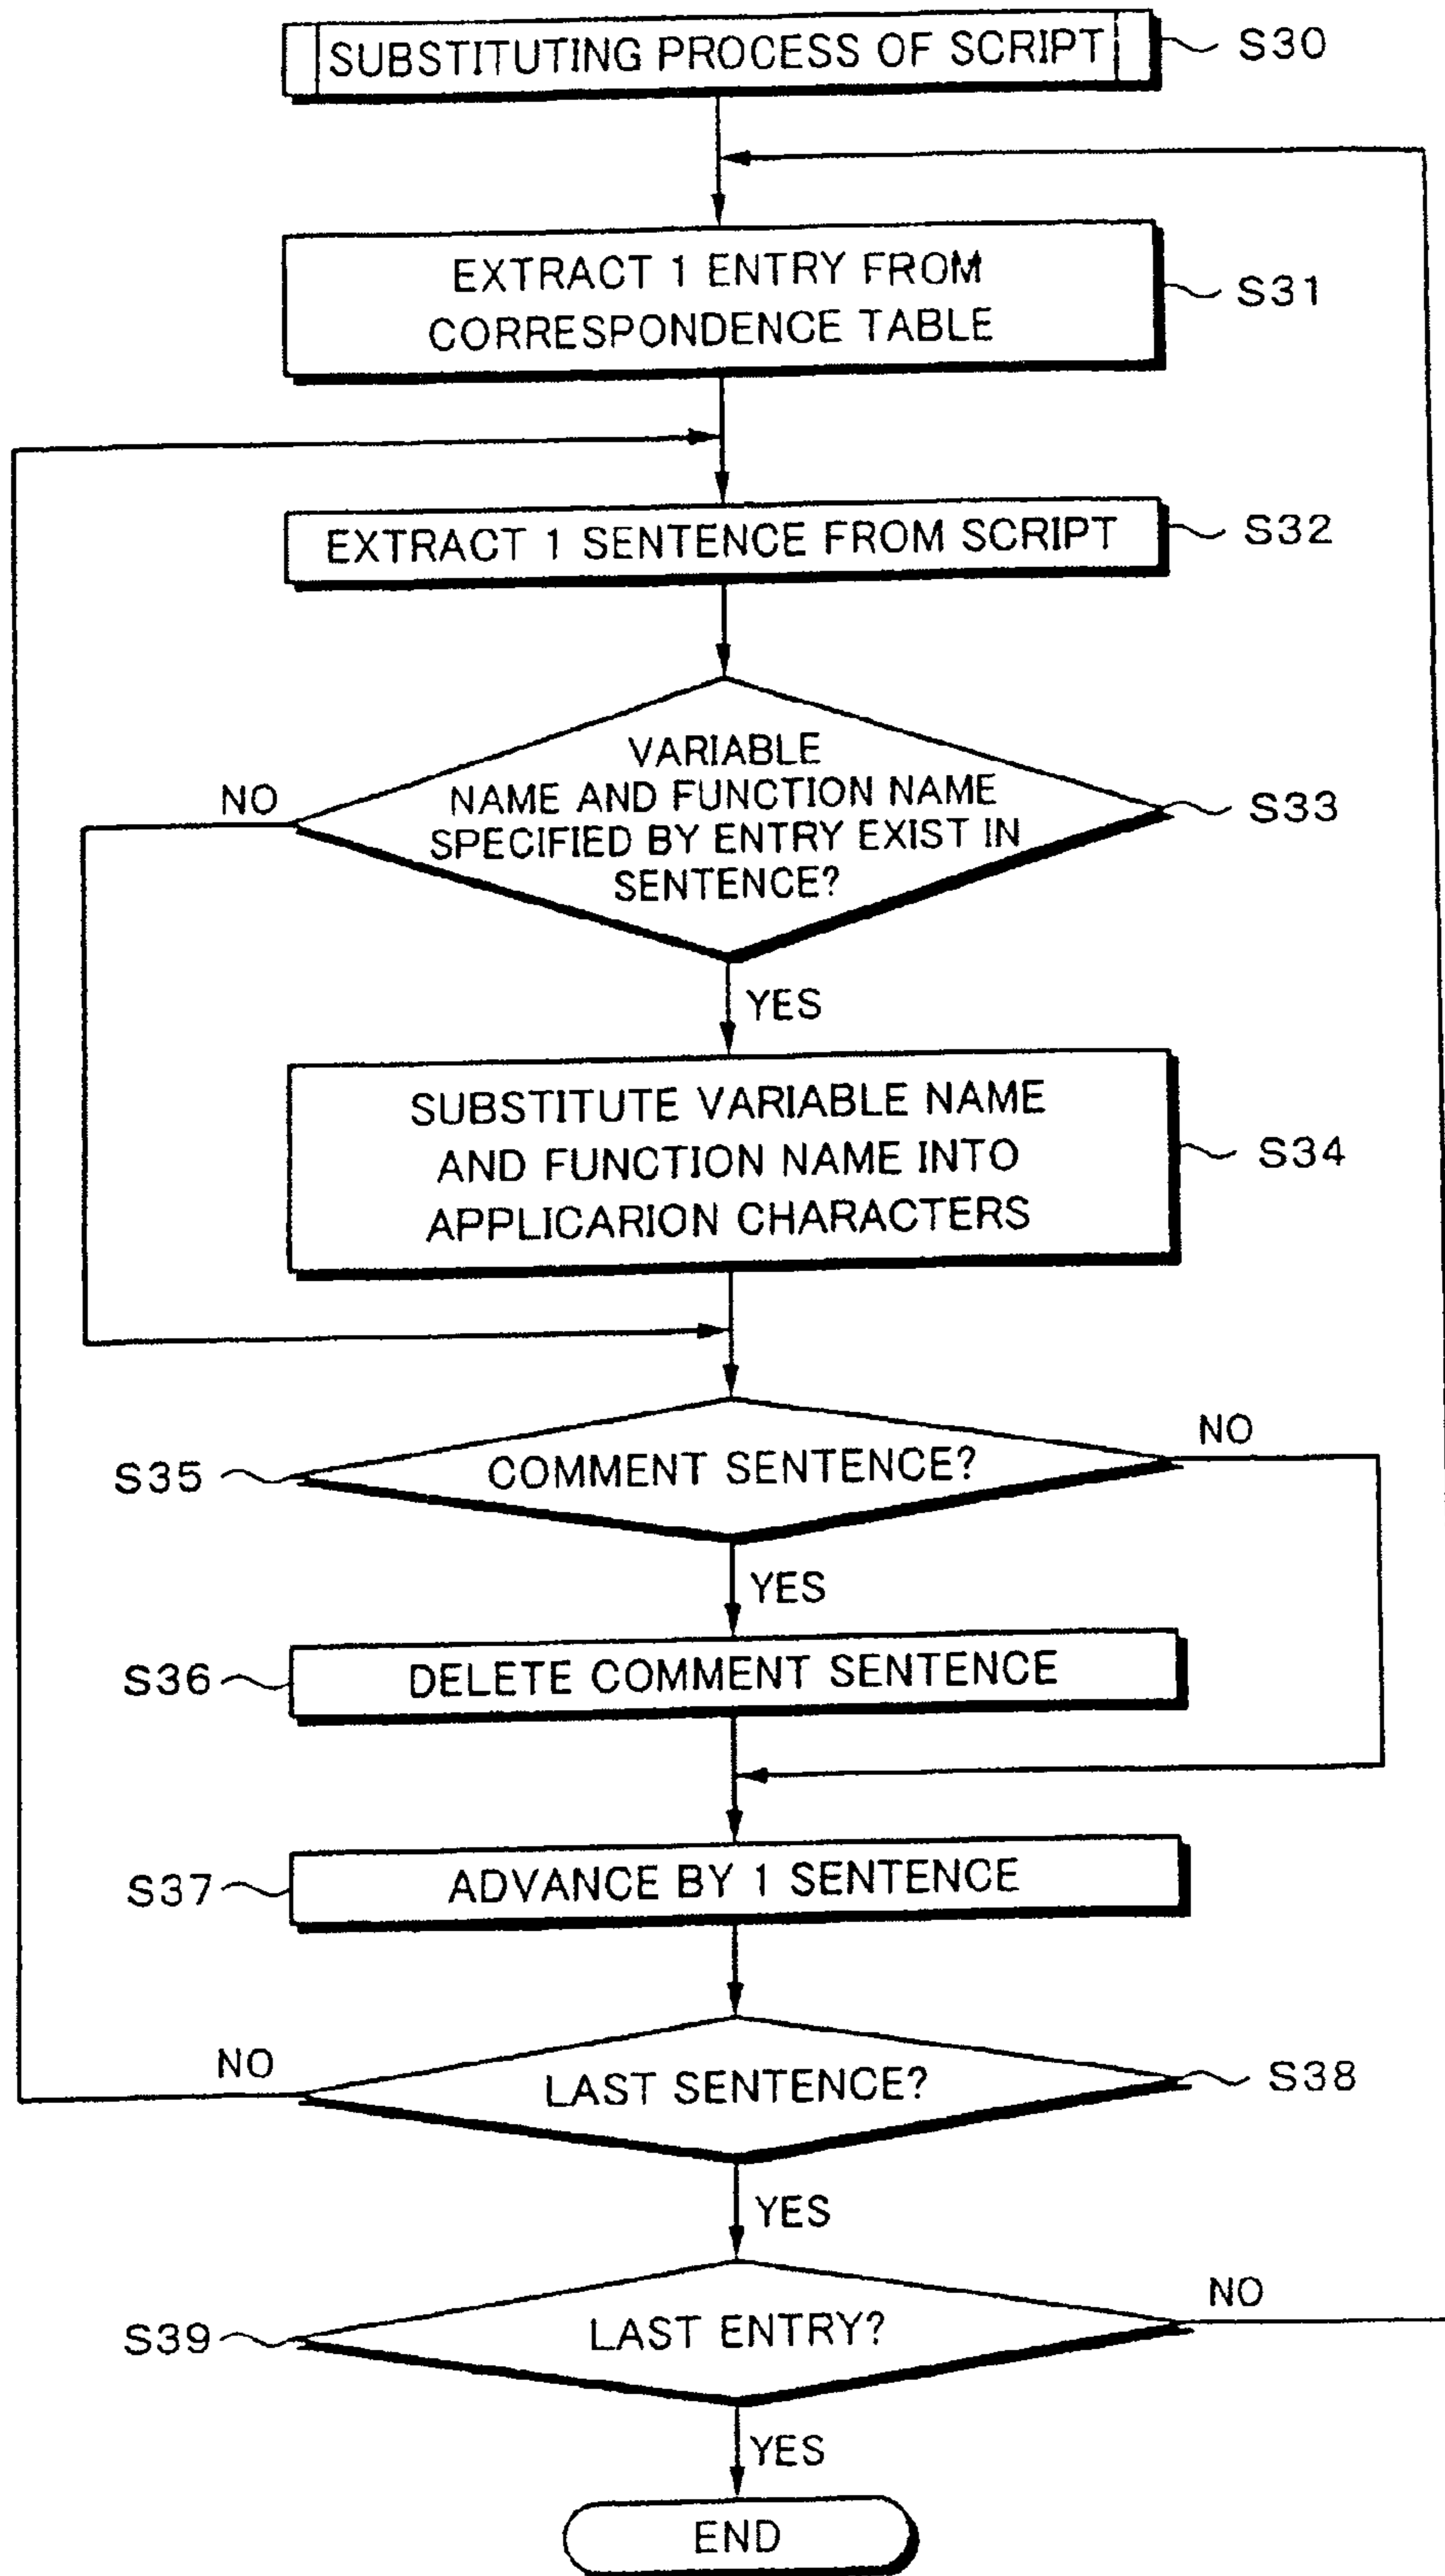 SUBSTITUTING PROCESS OF SCRIPT
S30
EXTRACT 1 ENTRY FROM
CORRESPONDENCE TABLE
S31
EXTRACT 1 SENTENCE FROM SCRIPT
S32
VARIABLE
NAME AND FUNCTION NAME
SPECIFIED BY ENTRY EXIST IN
SENTENCE?
NO
S33
YES
SUBSTITUTE VARIABLE NAME
AND FUNCTION NAME INTO
APPLICARION CHARACTERS
S34
S35
COMMENT SENTENCE?
NO
YES
S36
DELETE COMMENT SENTENCE
S37
ADVANCE BY 1 SENTENCE
NO
LAST SENTENCE?
S38
YES
S39
LAST ENTRY?
NO
YES
END